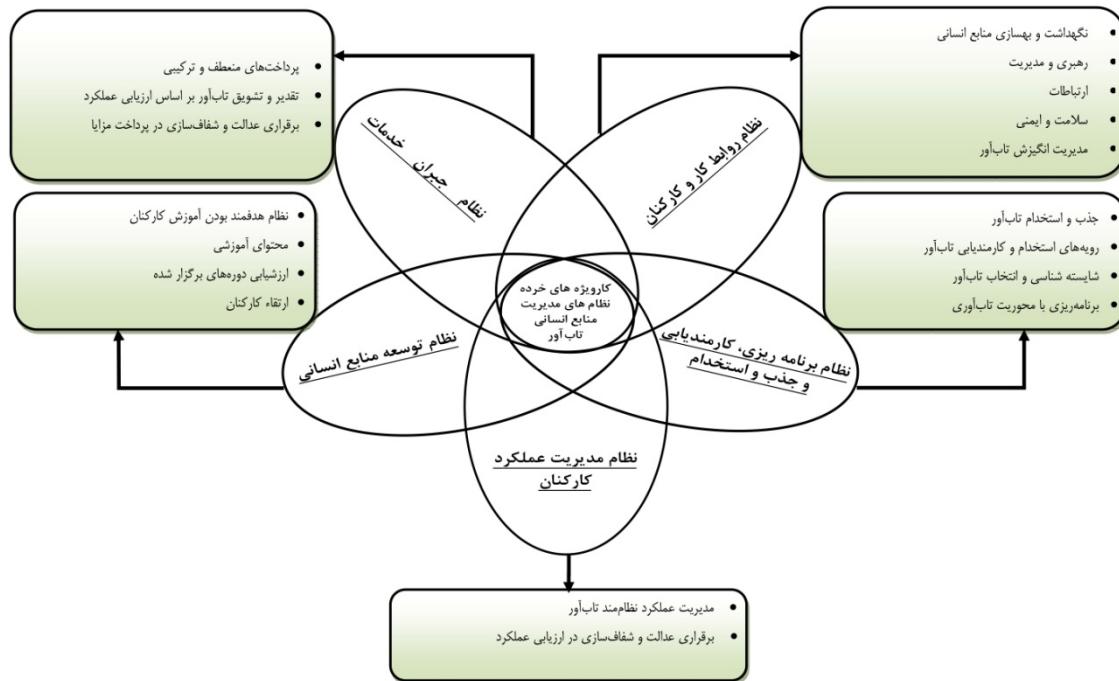 نگهداشت و بهسازی منابع انسانی
رهبری و مدیریت
ارتباطات
سلامت و ایمنی
مدیریت انگیزش تاب‌آور
پرداخت‌های منعطف و ترکیبی
تقدیر و تشویق تاب‌آور بر اساس ارزیابی عملکرد
برقراری عدالت و شفاف‌سازی در پرداخت مزایا
نظام روابط کار و کارکنان
نظام جبران خدمات
جذب و استخدام تاب‌آور
رویه‌های استخدام و کارمندیابی تاب‌آور
شایسته شناسی و انتخاب تاب‌آور
برنامه‌ریزی با محوریت تاب‌آوری
نظام هدفمند بودن آموزش کارکنان
محتوای آموزشی
ارزشیابی دوره‌های برگزار شده
ارتقاء کارکنان
کارویژه های خرده
نظام های مدیریت
منابع انسانی
تاب‌آور
نظام برنامه ریزی، کارمندیابی
و جذب و استخدام
نظام توسعه منابع انسانی
نظام مدیریت عملکرد
کارکنان
مدیریت عملکرد نظام‌مند تاب‌آور
برقراری عدالت و شفاف‌سازی در ارزیابی عملکرد